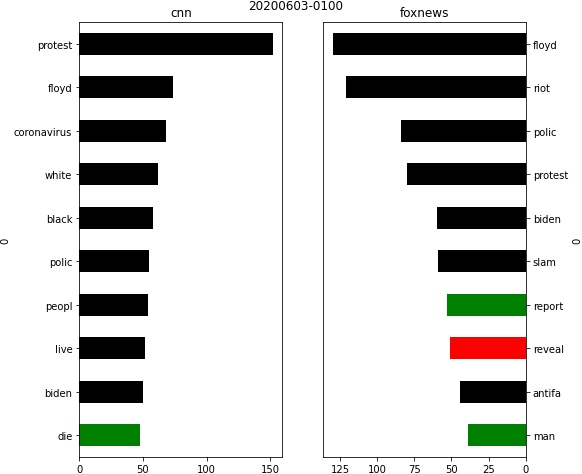 20200603-0100
cnn
foxnews
protest
floyd
coronavirus
white
black
polic
peopl
live
biden
die
0
0 50 100 150
floyd
riot
polic
protest
biden
slam
report
reveal
antifa
man
0
125 100 75 50 25 0